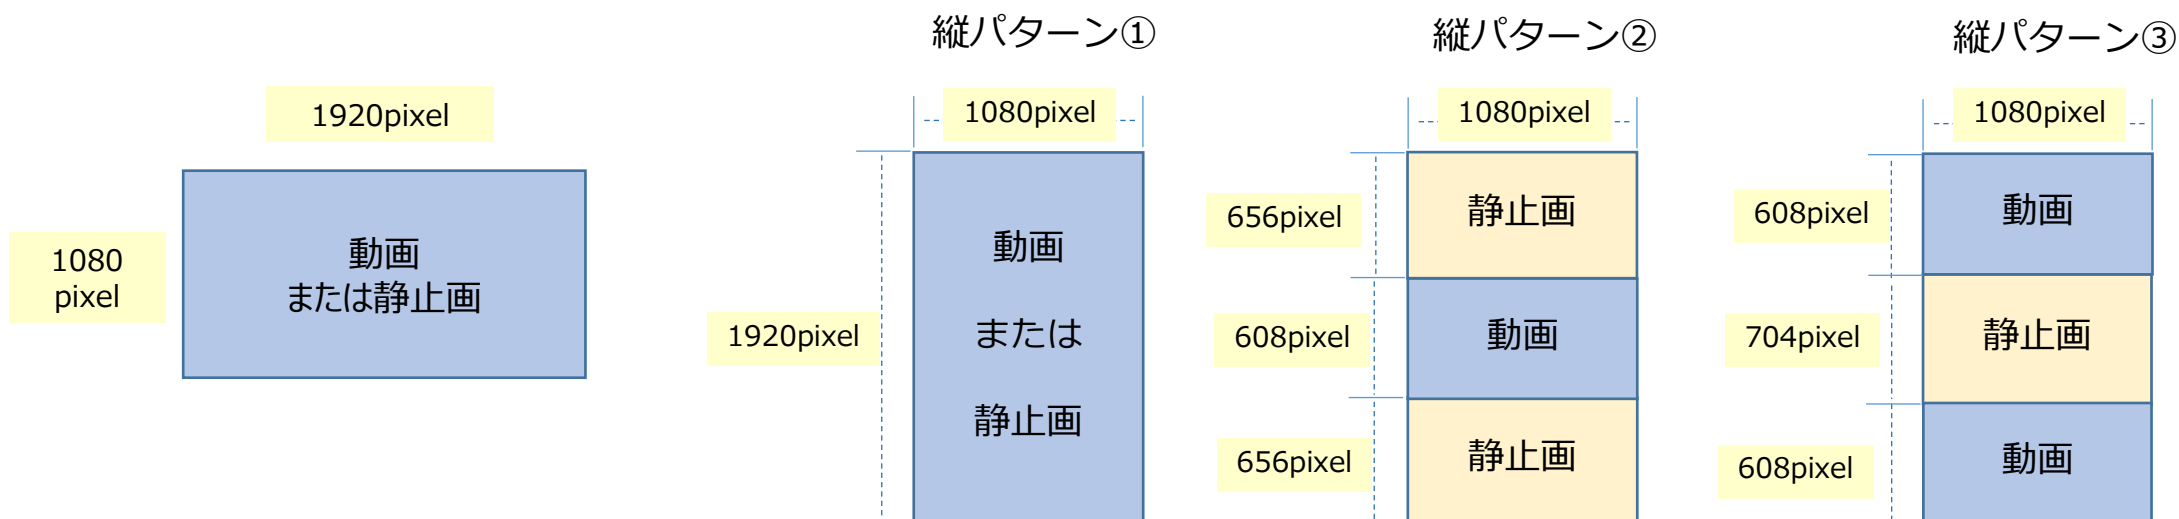 1920pixel
1080
pixel
動画
または静止画
縦パターン①
1080pixel
1920pixel
動画
または
静止画
縦パターン②
1080pixel
656pixel
静止画
608pixel
動画
656pixel
静止画
縦パターン③
1080pixel
608pixel
動画
704pixel
静止画
608pixel
動画